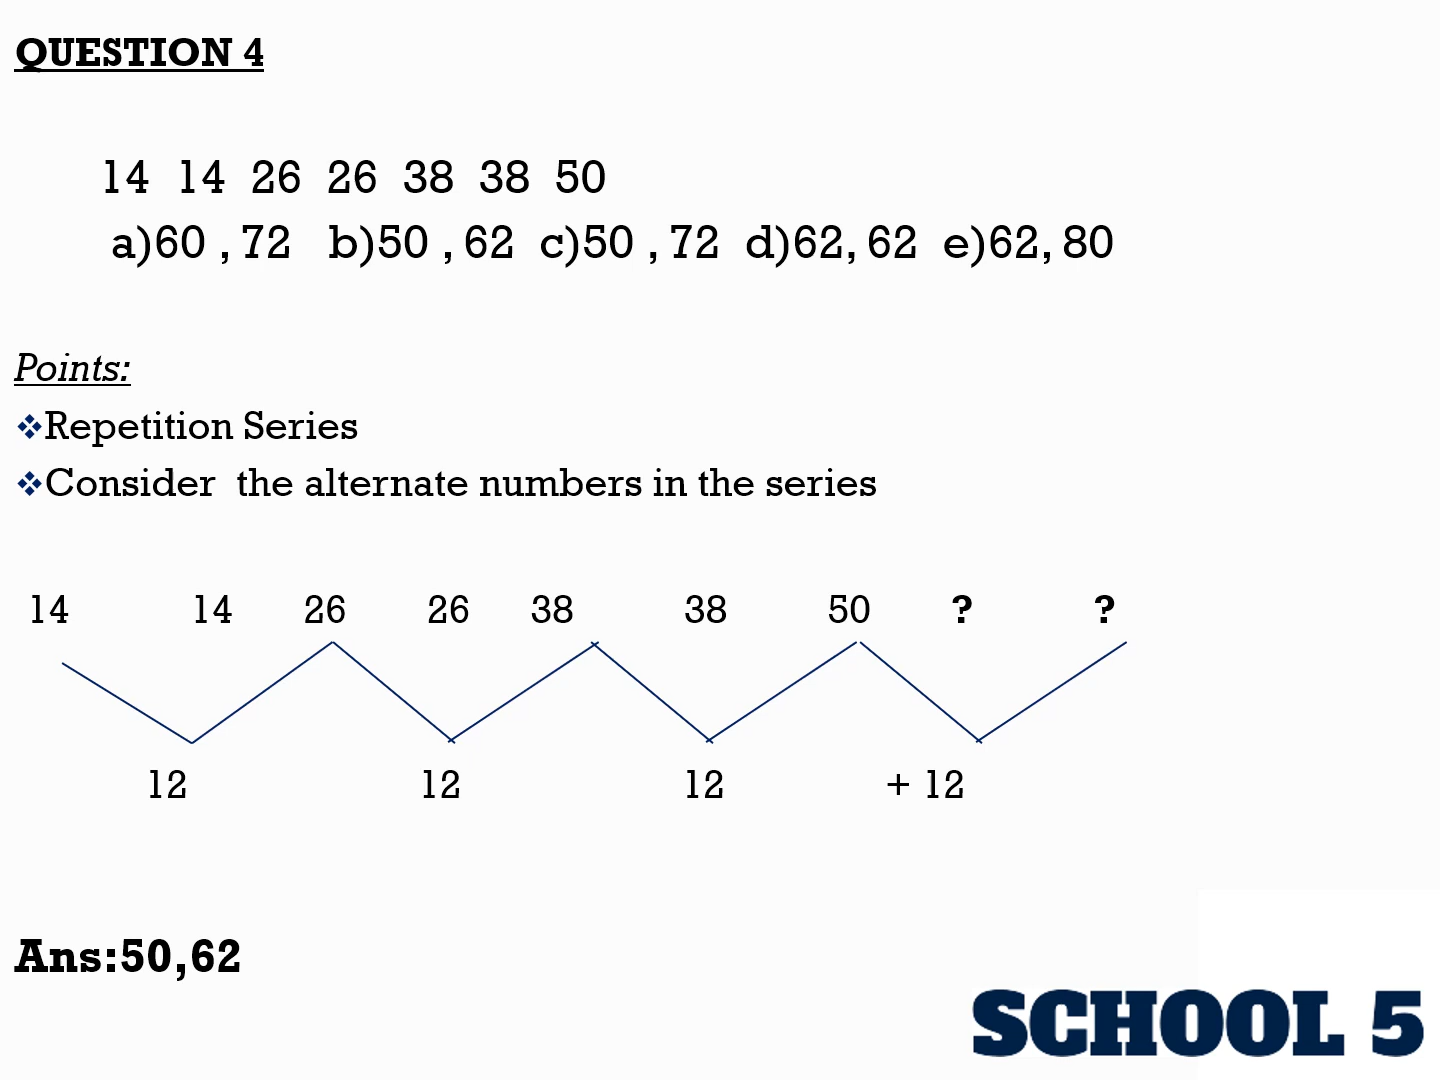 QUESTION 4
14 14 26 26 38 38 50
a)60 , 72 b)50 , 62 c)50 , 72 d)62, 62 e)62, 80
Points:
❖Repetition Series
❖Consider the alternate numbers in the series
14 14 26 26 38 38 50 ? ?
12 12 12 + 12
Ans:50,62
SCHOOL 5